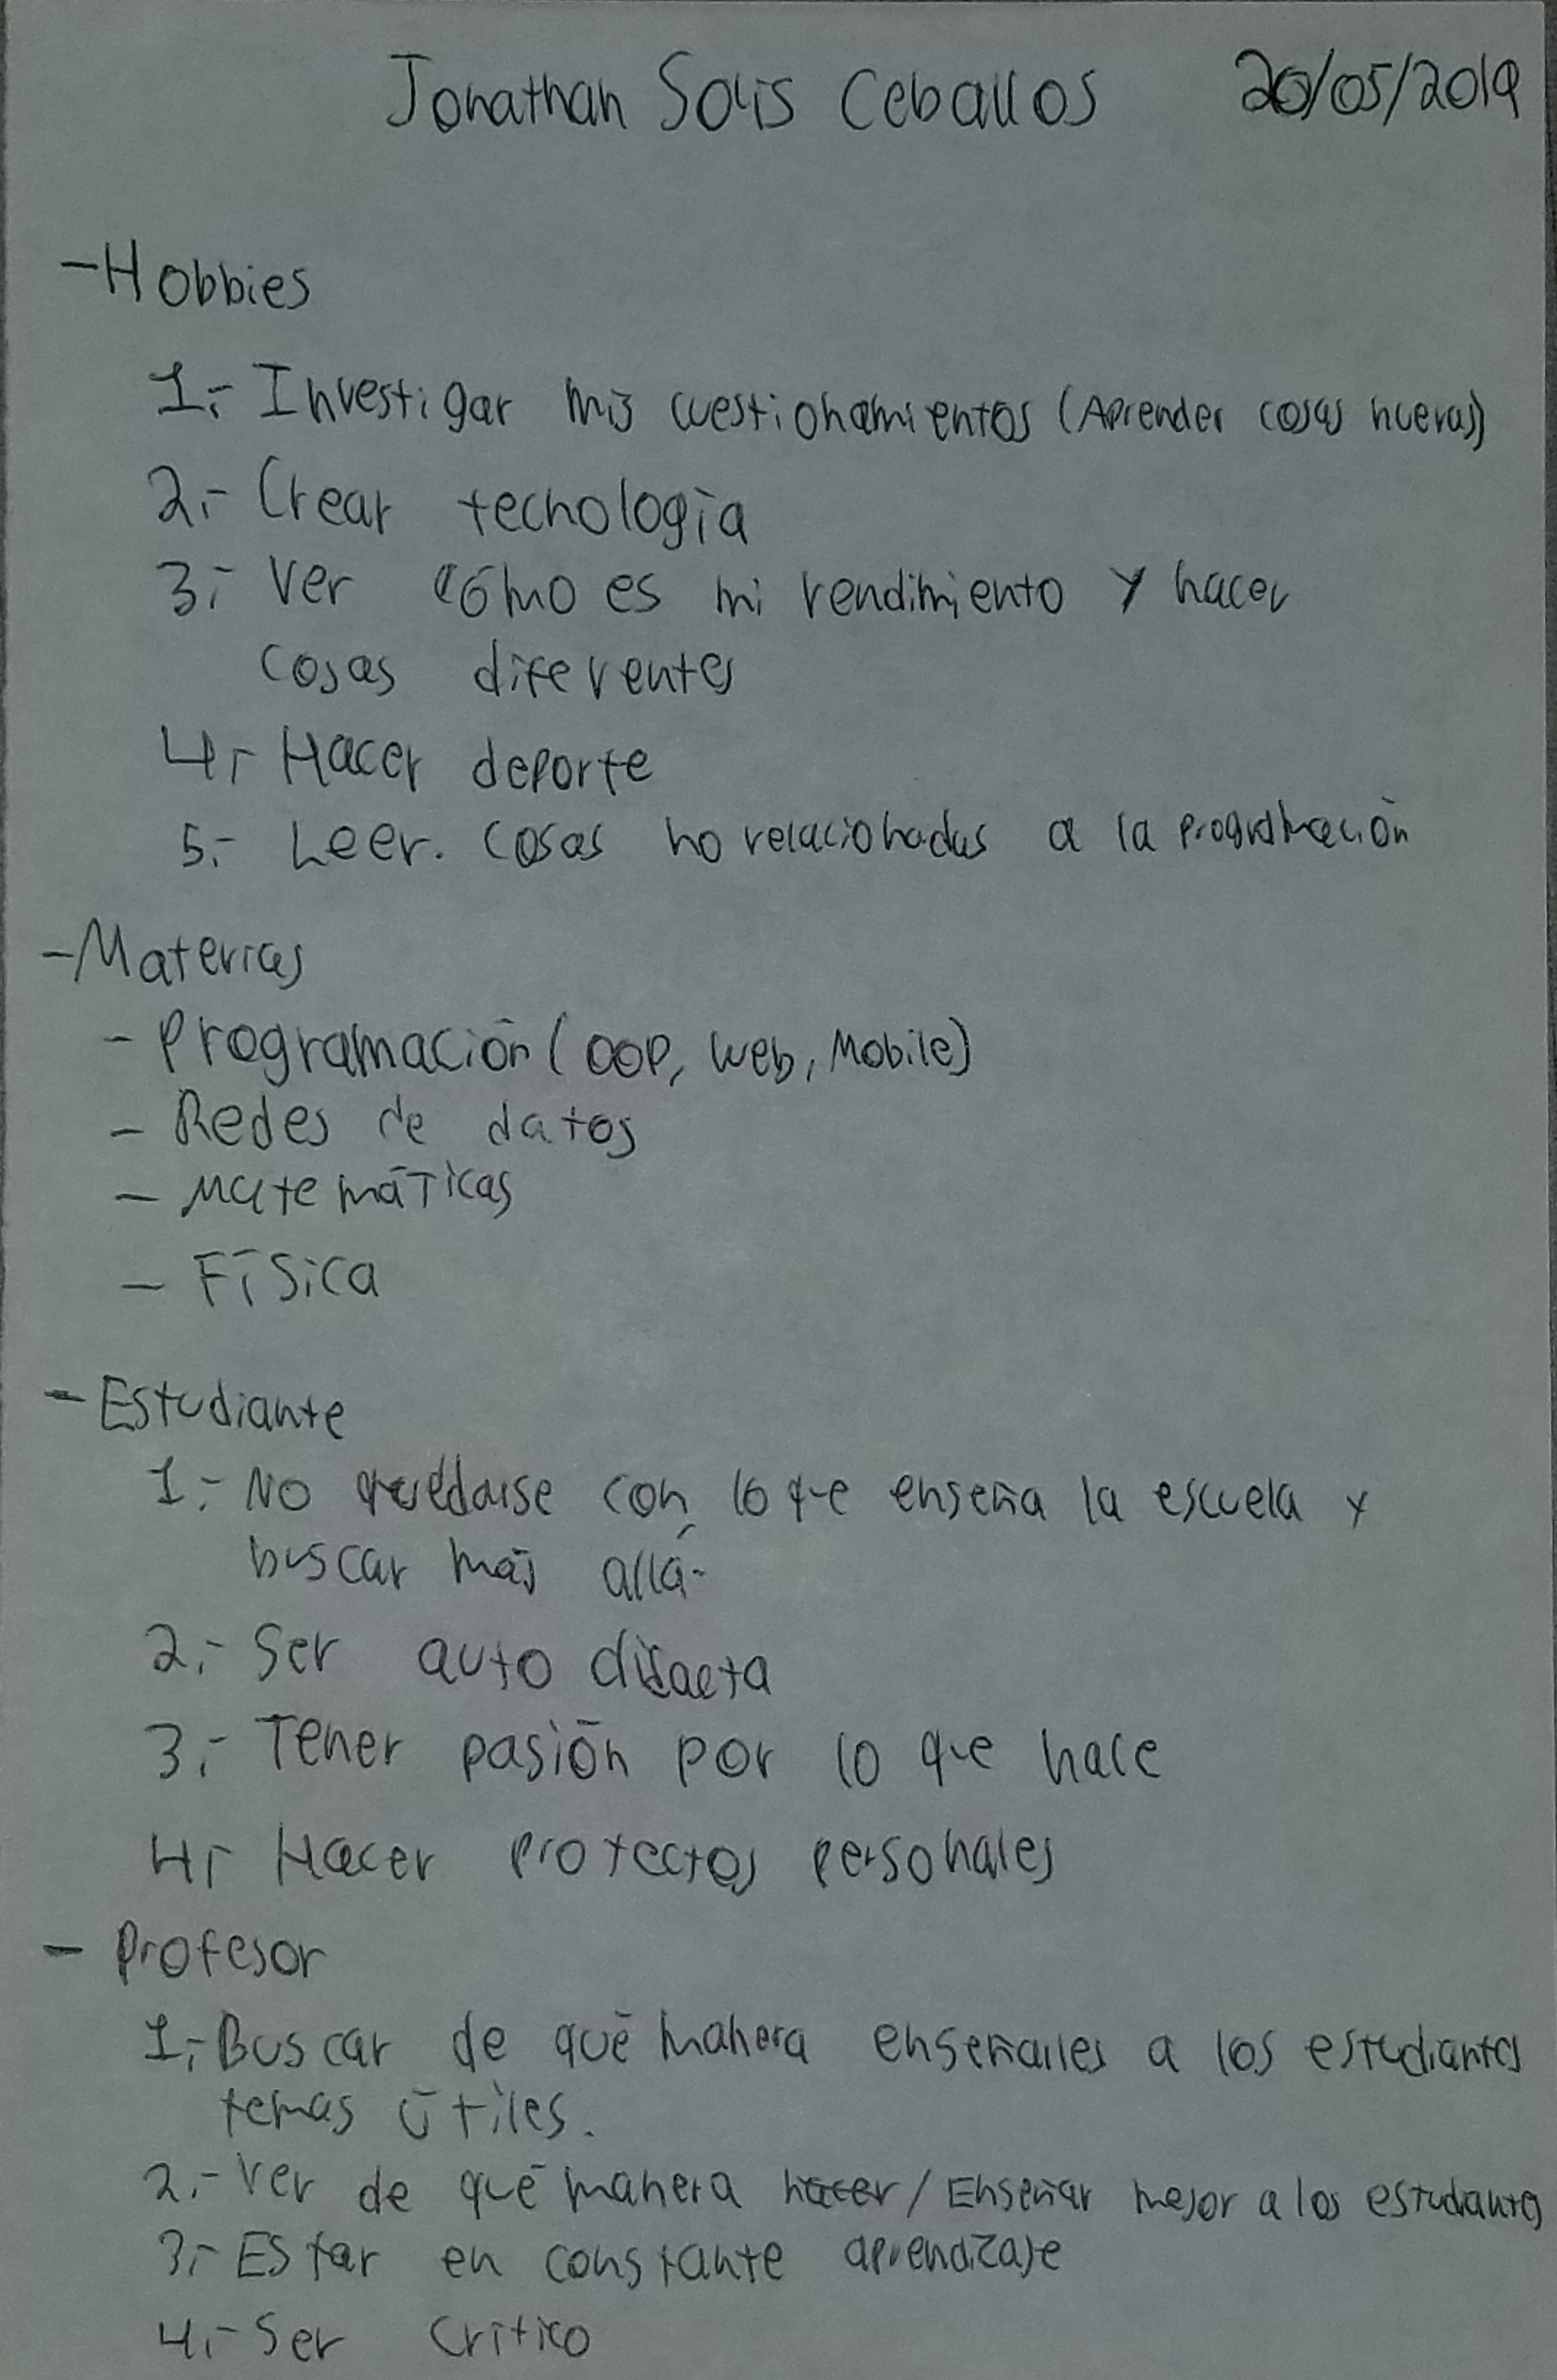 Jonathan Solis Ceballos 20/05/2019
- Hobbies
1.- Investigar mis cuestionamientos (Aprender cosas nuevas)
2.- Crear tecnología
3.- Ver cómo es mi rendimiento y hacer
cosas diferentes
4.- Hacer deporte
5.- Leer. cosas no relacionadas a la programación
- Materias
- Programación (OOP, Web, Mobile)
- Redes de datos
- Matemáticas
- Física
- Estudiante
1.- No quedarse con lo que enseña la escuela y
buscar más allá.
2.- Ser auto didacta
3.- Tener pasión por lo que hace
4.- Hacer proyectos personales
- Profesor
1.- Buscar de qué manera enseñarles a los estudiantes
temas útiles.
2.- Ver de qué manera hacer / Enseñar mejor a los estudiantes
3.- Estar en constante aprendizaje
4.- Ser crítico